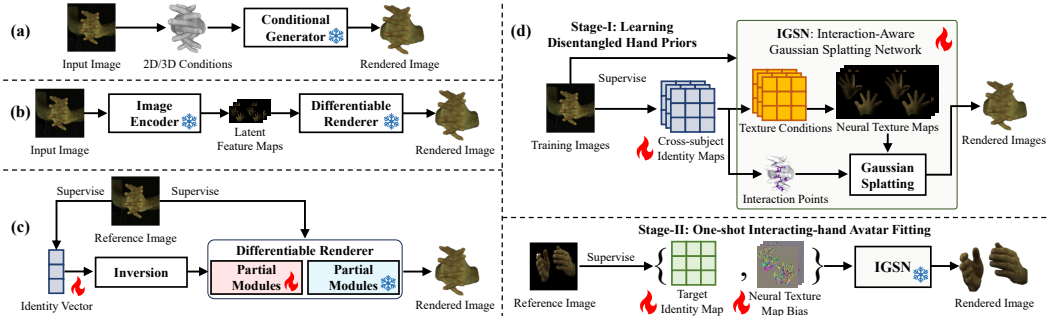 (a)
Input Image
2D/3D Conditions
Conditional
Generator
Rendered Image
(b)
Input Image
Image
Encoder
Latent
Feature Maps
Differentiable
Renderer
Rendered Image
(c)
Supervise
Supervise
Reference Image
Identity Vector
Inversion
Differentiable Renderer
Partial
Modules
Partial
Modules
Rendered Image
(d)
Stage-I: Learning
Disentangled Hand Priors
IGSN: Interaction-Aware
Gaussian Splatting Network
Supervise
Training Images
Cross-subject
Identity Maps
Texture Conditions
Neural Texture Maps
Interaction Points
Gaussian
Splatting
Rendered Images
Stage-II: One-shot Interacting-hand Avatar Fitting
Reference Image
Supervise
{
Target
Identity Map
,
Neural Texture
Map Bias
}
IGSN
Rendered Image